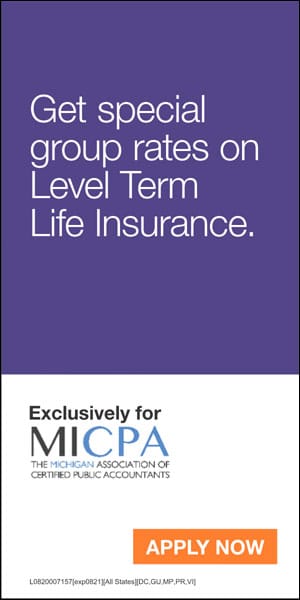 Get special
group rates on
Level Term
Life Insurance.
Exclusively for
MICPA
THE MICHIGAN ASSOCIATION OF
CERTIFIED PUBLIC ACCOUNTANTS
APPLY NOW
L0820007157[exp0821][All States][DC,GU,MP,PR,VI]